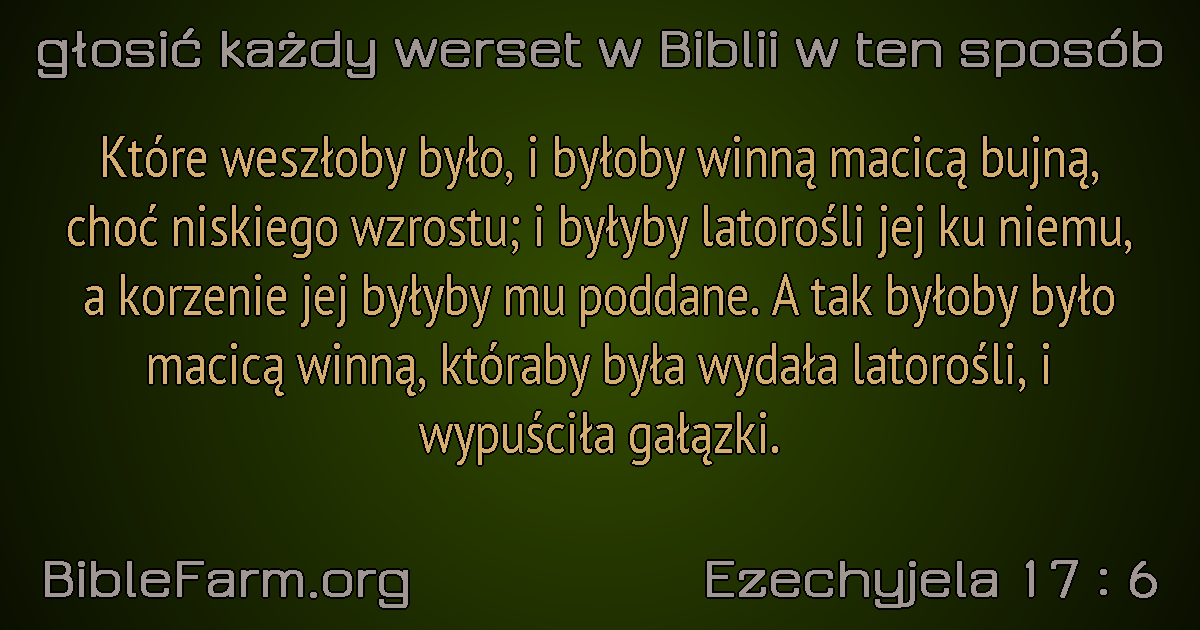 głosić każdy werset w Biblii w ten sposób
Które weszłoby było, i byłoby winną macicą bujną,
choć niskiego wzrostu; i byłyby latorośli jej ku niemu,
a korzenie jej byłyby mu poddane. A tak byłoby było
macicą winną, któraby była wydała latorośli, i
wypuściła gałązki.
BibleFarm.org
Ezechyjela 17 : 6